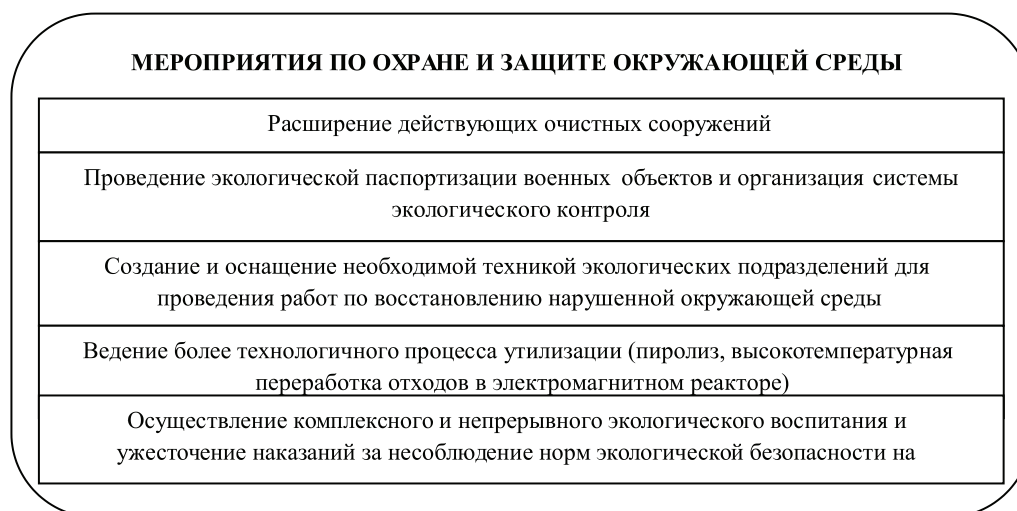 МЕРОПРИЯТИЯ ПО ОХРАНЕ И ЗАЩИТЕ ОКРУЖАЮЩЕЙ СРЕДЫ
Расширение действующих очистных сооружений
Проведение экологической паспортизации военных объектов и организация системы
экологического контроля
Создание и оснащение необходимой техникой экологических подразделений для
проведения работ по восстановлению нарушенной окружающей среды
Ведение более технологичного процесса утилизации (пиролиз, высокотемпературная
переработка отходов в электромагнитном реакторе)
Осуществление комплексного и непрерывного экологического воспитания и
ужесточение наказаний за несоблюдение норм экологической безопасности на